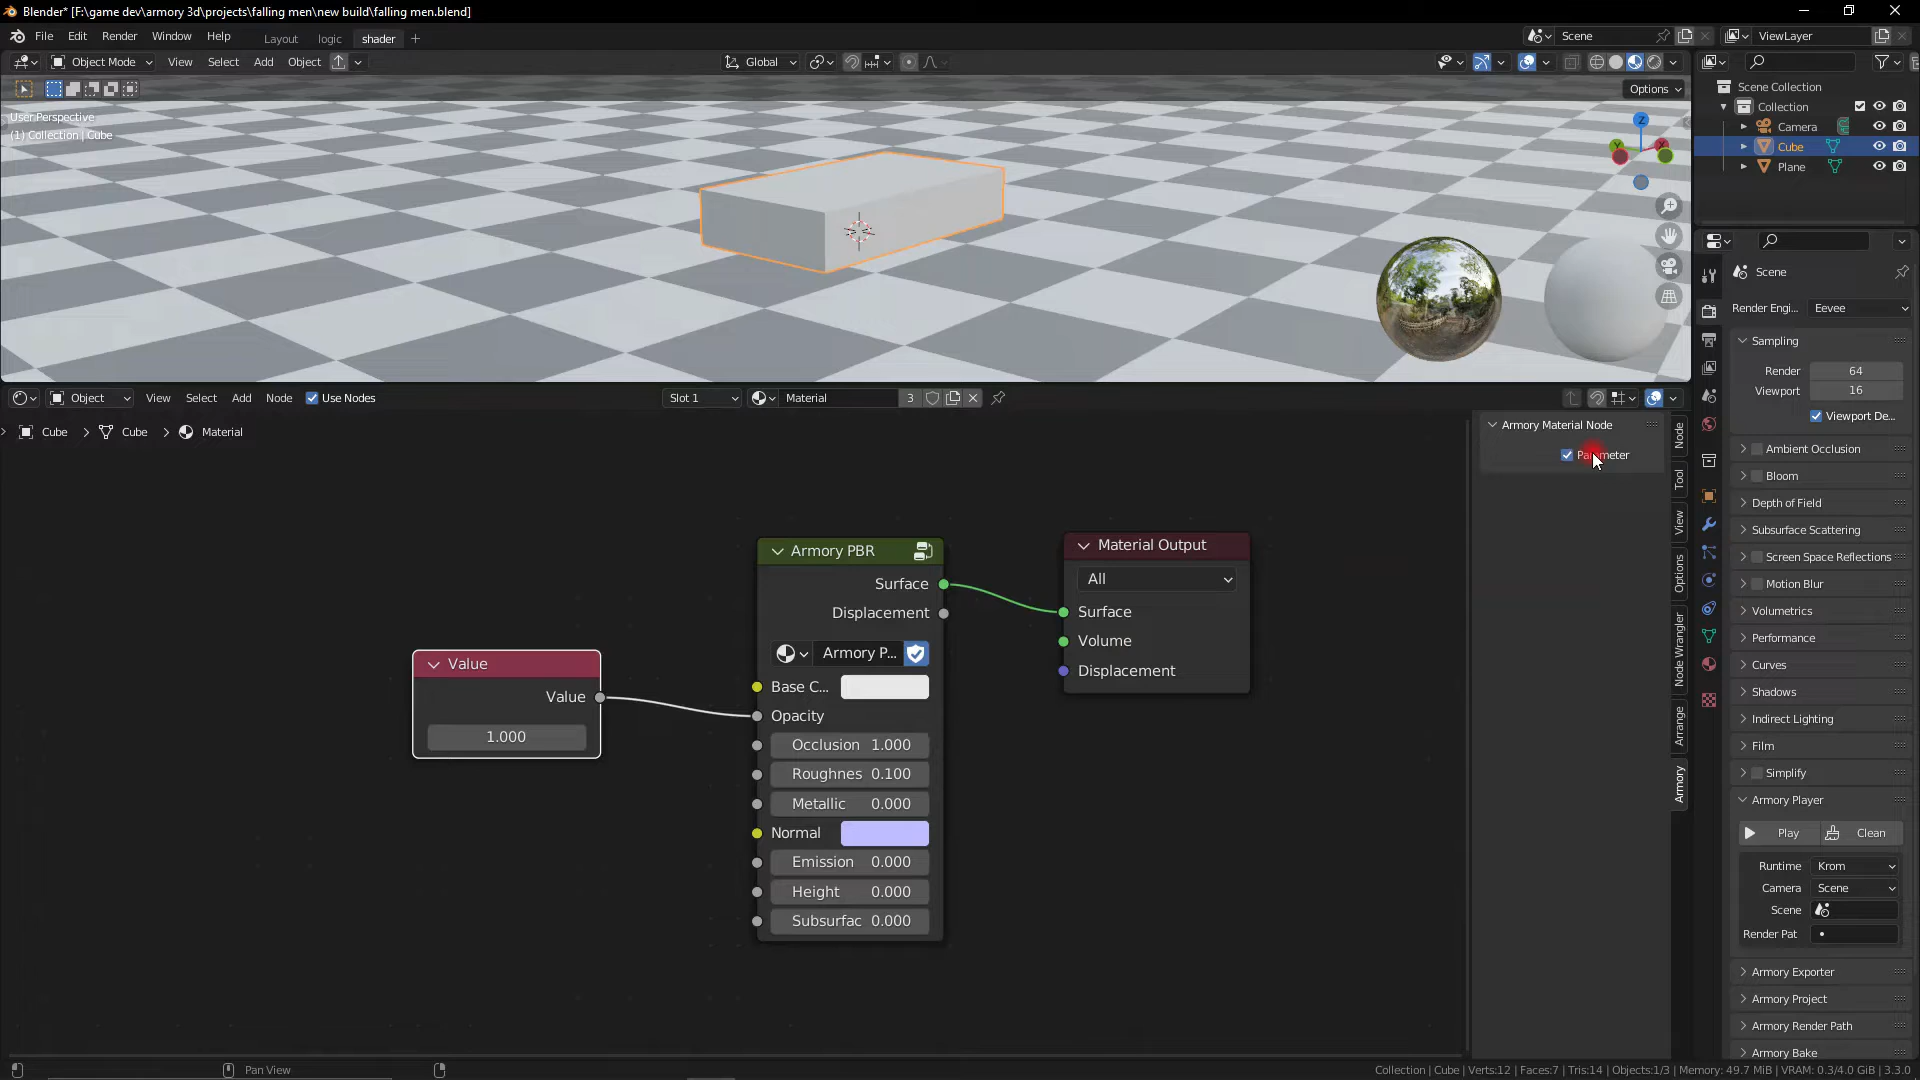 Blender* [F:\game dev\armory 3d\projects\falling men\new build\falling men.blend]
File Edit Render Window Help Layout logic shader + Scene ViewLayer
Object Mode View Select Add Object Global
Options
User Perspective
(1) Collection | Cube
Z
Y
X
Scene Collection
Collection
Camera
Cube
Plane
Scene
Render Engi... Eevee
Sampling
Render 64
Viewport 16
Viewport De...
Ambient Occlusion
Bloom
Depth of Field
Subsurface Scattering
Screen Space Reflections
Motion Blur
Volumetrics
Performance
Curves
Shadows
Indirect Lighting
Film
Simplify
Armory Player
Play Clean
Runtime Krom
Camera Scene
Scene
Render Pat
Armory Exporter
Armory Project
Armory Render Path
Armory Bake
Object View Select Add Node Use Nodes Slot 1 Material 3
Cube > Cube > Material
Armory Material Node
Parameter
Node
Tool
View
Options
Node Wrangler
Arrange
Armory
Value
Value
1.000
Armory PBR
Surface
Displacement
Armory P...
Base C...
Opacity
Occlusion 1.000
Roughnes 0.100
Metallic 0.000
Normal
Emission 0.000
Height 0.000
Subsurfac 0.000
Material Output
All
Surface
Volume
Displacement
Pan View
Collection | Cube | Verts:12 | Faces:7 | Tris:14 | Objects:1/3 | Memory: 49.7 MiB | VRAM: 0.3/4.0 GiB | 3.3.0